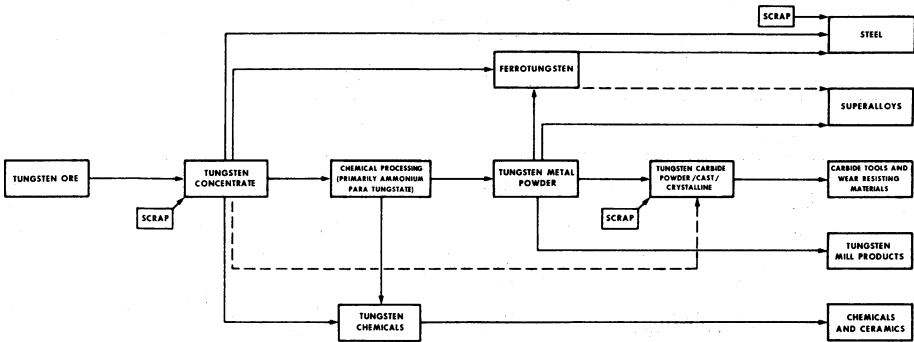 SCRAP
STEEL
FERROTUNGSTEN
SUPERALLOYS
TUNGSTEN ORE
TUNGSTEN
CONCENTRATE
CHEMICAL PROCESSING
(PRIMARILY AMMONIUM
PARA TUNGSTATE)
TUNGSTEN METAL
POWDER
TUNGSTEN CARBIDE
POWDER/CAST/
CRYSTALLINE
CARBIDE TOOLS AND
WEAR RESISTING
MATERIALS
SCRAP
SCRAP
TUNGSTEN
MILL PRODUCTS
TUNGSTEN
CHEMICALS
CHEMICALS
AND CERAMICS